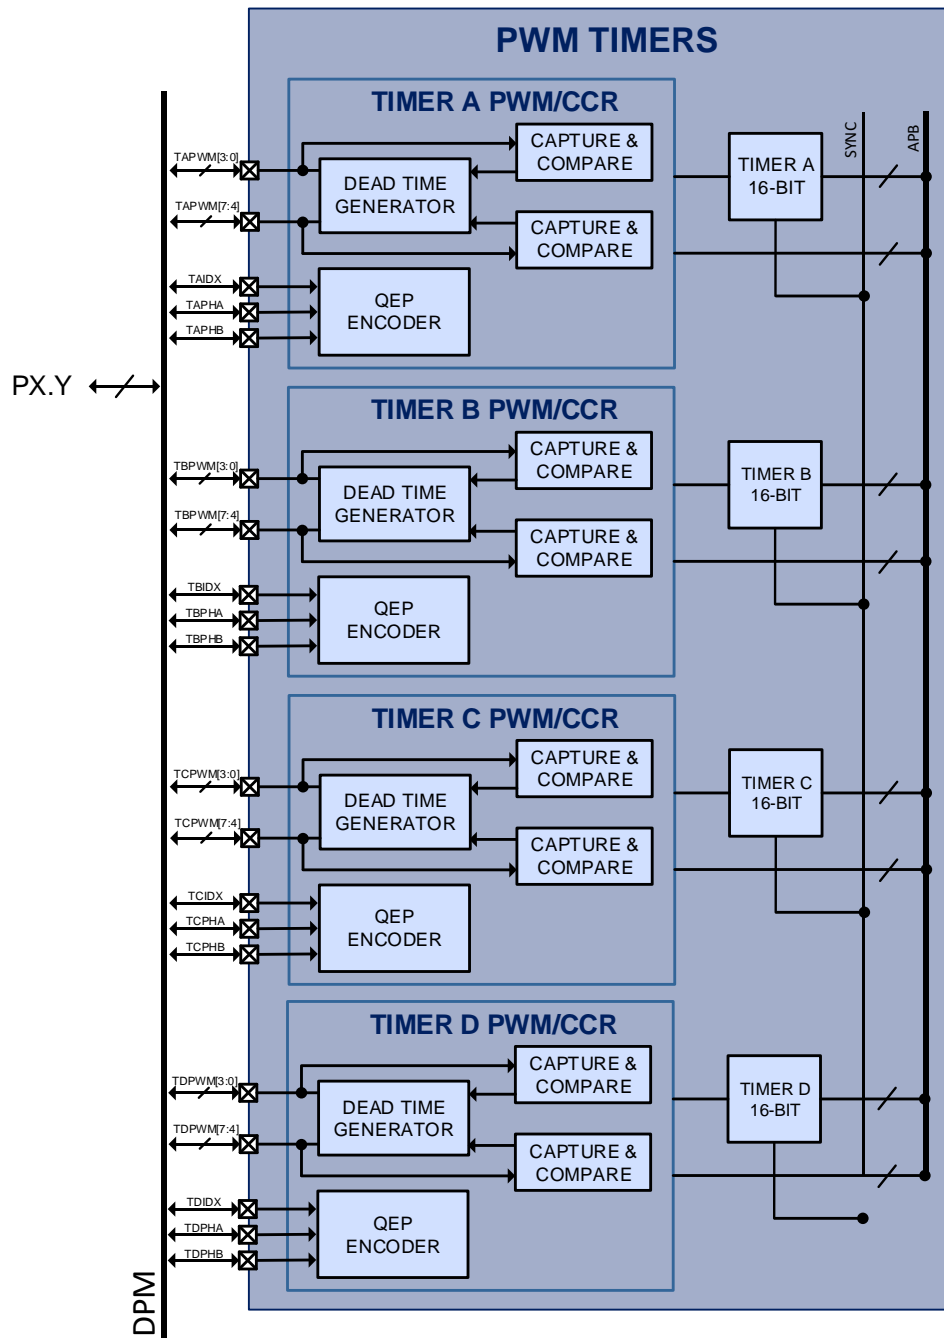 PWM TIMERS
TIMER A PWM/CCR
SYNC
APB
TAPWM[3:0]
CAPTURE &
COMPARE
TIMER A
16-BIT
DEAD TIME
GENERATOR
TAPWM[7:4]
CAPTURE &
COMPARE
TAIDX
TAPHA
TAPHB
QEP
ENCODER
PX.Y
TIMER B PWM/CCR
TBPWM[3:0]
CAPTURE &
COMPARE
TIMER B
16-BIT
DEAD TIME
GENERATOR
TBPWM[7:4]
CAPTURE &
COMPARE
TBIDX
TBPHA
TBPHB
QEP
ENCODER
TIMER C PWM/CCR
TCPWM[3:0]
CAPTURE &
COMPARE
TIMER C
16-BIT
DEAD TIME
GENERATOR
TCPWM[7:4]
CAPTURE &
COMPARE
TCIDX
TCPHA
TCPHB
QEP
ENCODER
TIMER D PWM/CCR
TDPWM[3:0]
CAPTURE &
COMPARE
TIMER D
16-BIT
DEAD TIME
GENERATOR
TDPWM[7:4]
CAPTURE &
COMPARE
TDIDX
TDPHA
TDPHB
QEP
ENCODER
DPM